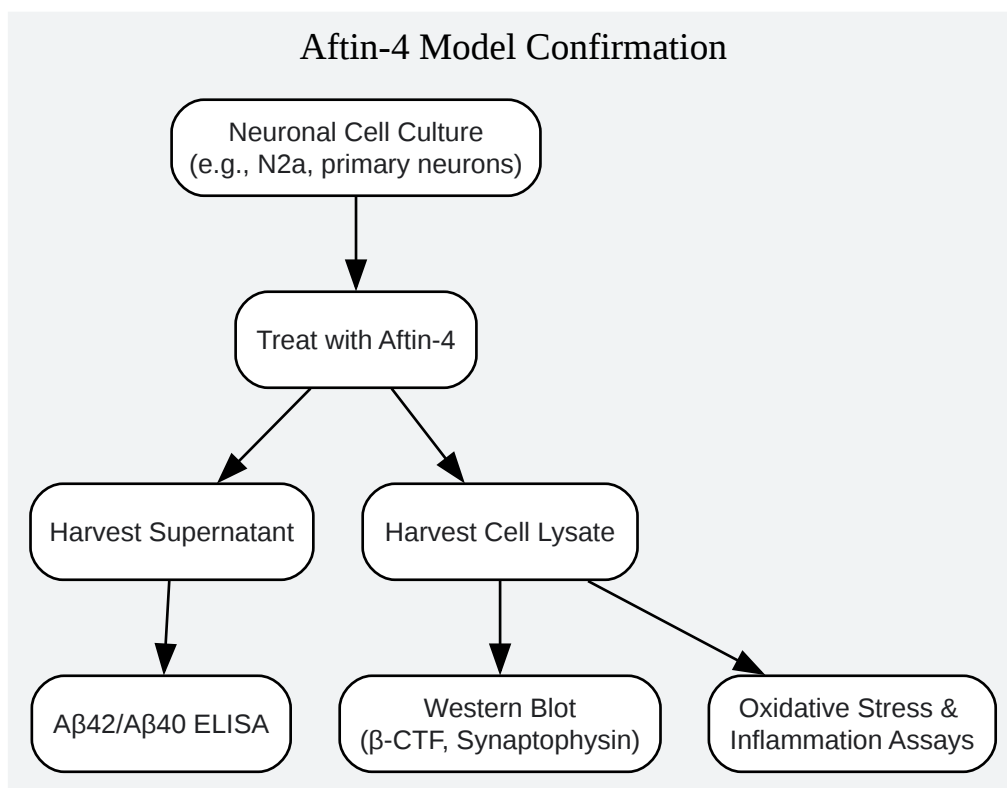 Aftin-4 Model Confirmation
Neuronal Cell Culture
(e.g., N2a, primary neurons)
Treat with Aftin-4
Harvest Supernatant
Harvest Cell Lysate
Aβ42/Aβ40 ELISA
Western Blot
(β-CTF, Synaptophysin)
Oxidative Stress &
Inflammation Assays